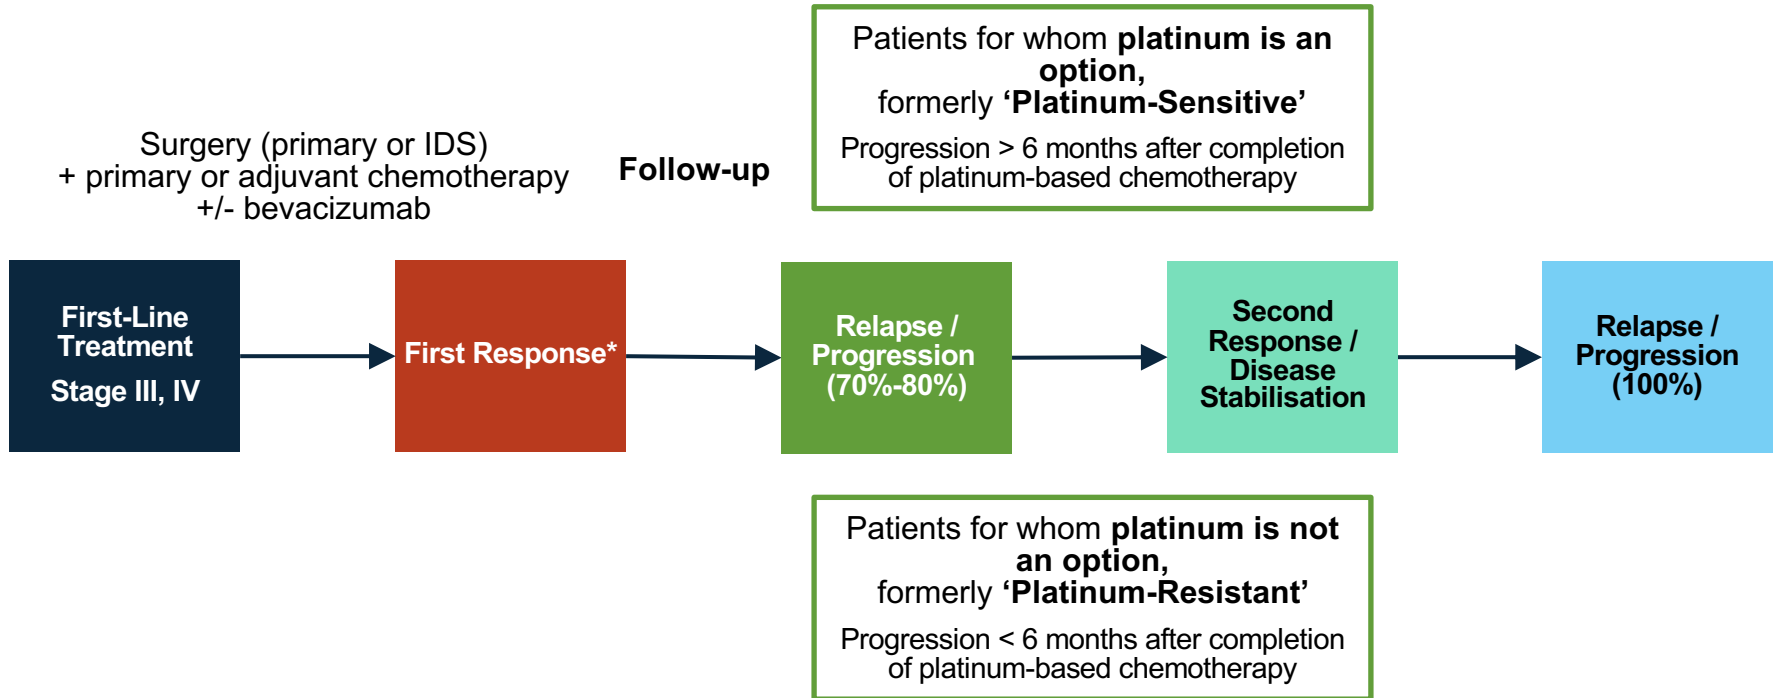 Surgery (primary or IDS)
+ primary or adjuvant chemotherapy
+/- bevacizumab
Follow-up
Patients for whom platinum is an
option,
formerly ‘Platinum-Sensitive’
Progression > 6 months after completion
of platinum-based chemotherapy
First-Line
Treatment
Stage III, IV
First Response*
Relapse /
Progression
(70%-80%)
Second
Response /
Disease
Stabilisation
Relapse /
Progression
(100%)
Patients for whom platinum is not
an option,
formerly ‘Platinum-Resistant’
Progression < 6 months after completion
of platinum-based chemotherapy